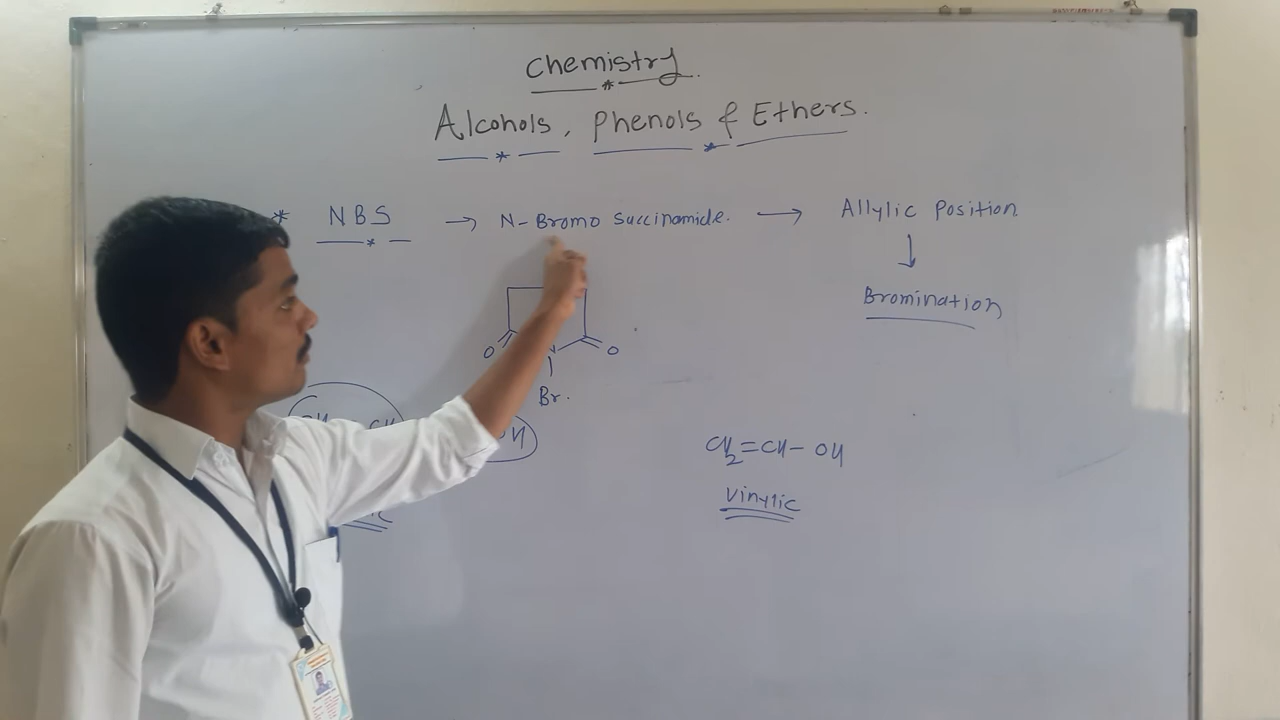 Chemistry.
Alcohols, Phenols & Ethers.
* NBS → N-Bromo Succinamide. → Allylic Position
↓
Bromination
O N O
Br.
CH₂=CH-OH
Vinylic